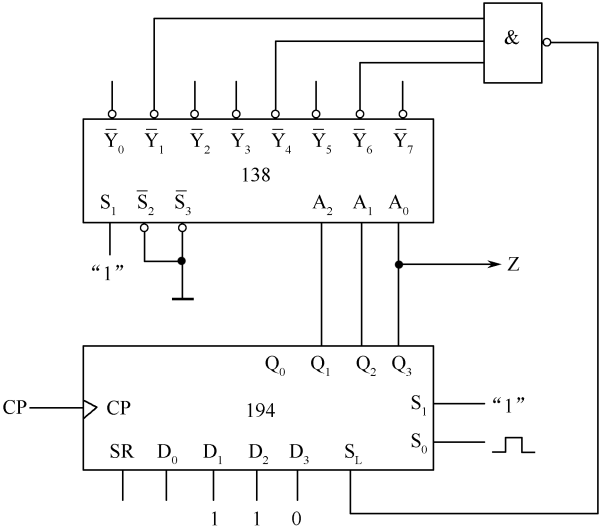 &
Y̅₀ Y̅₁ Y̅₂ Y̅₃ Y̅₄ Y̅₅ Y̅₆ Y̅₇
138
S₁ S̅₂ S̅₃ A₂ A₁ A₀
“1”
Z
Q₀ Q₁ Q₂ Q₃
CP CP
194
S₁ “1”
S₀
SR D₀ D₁ D₂ D₃ S_L
1 1 0